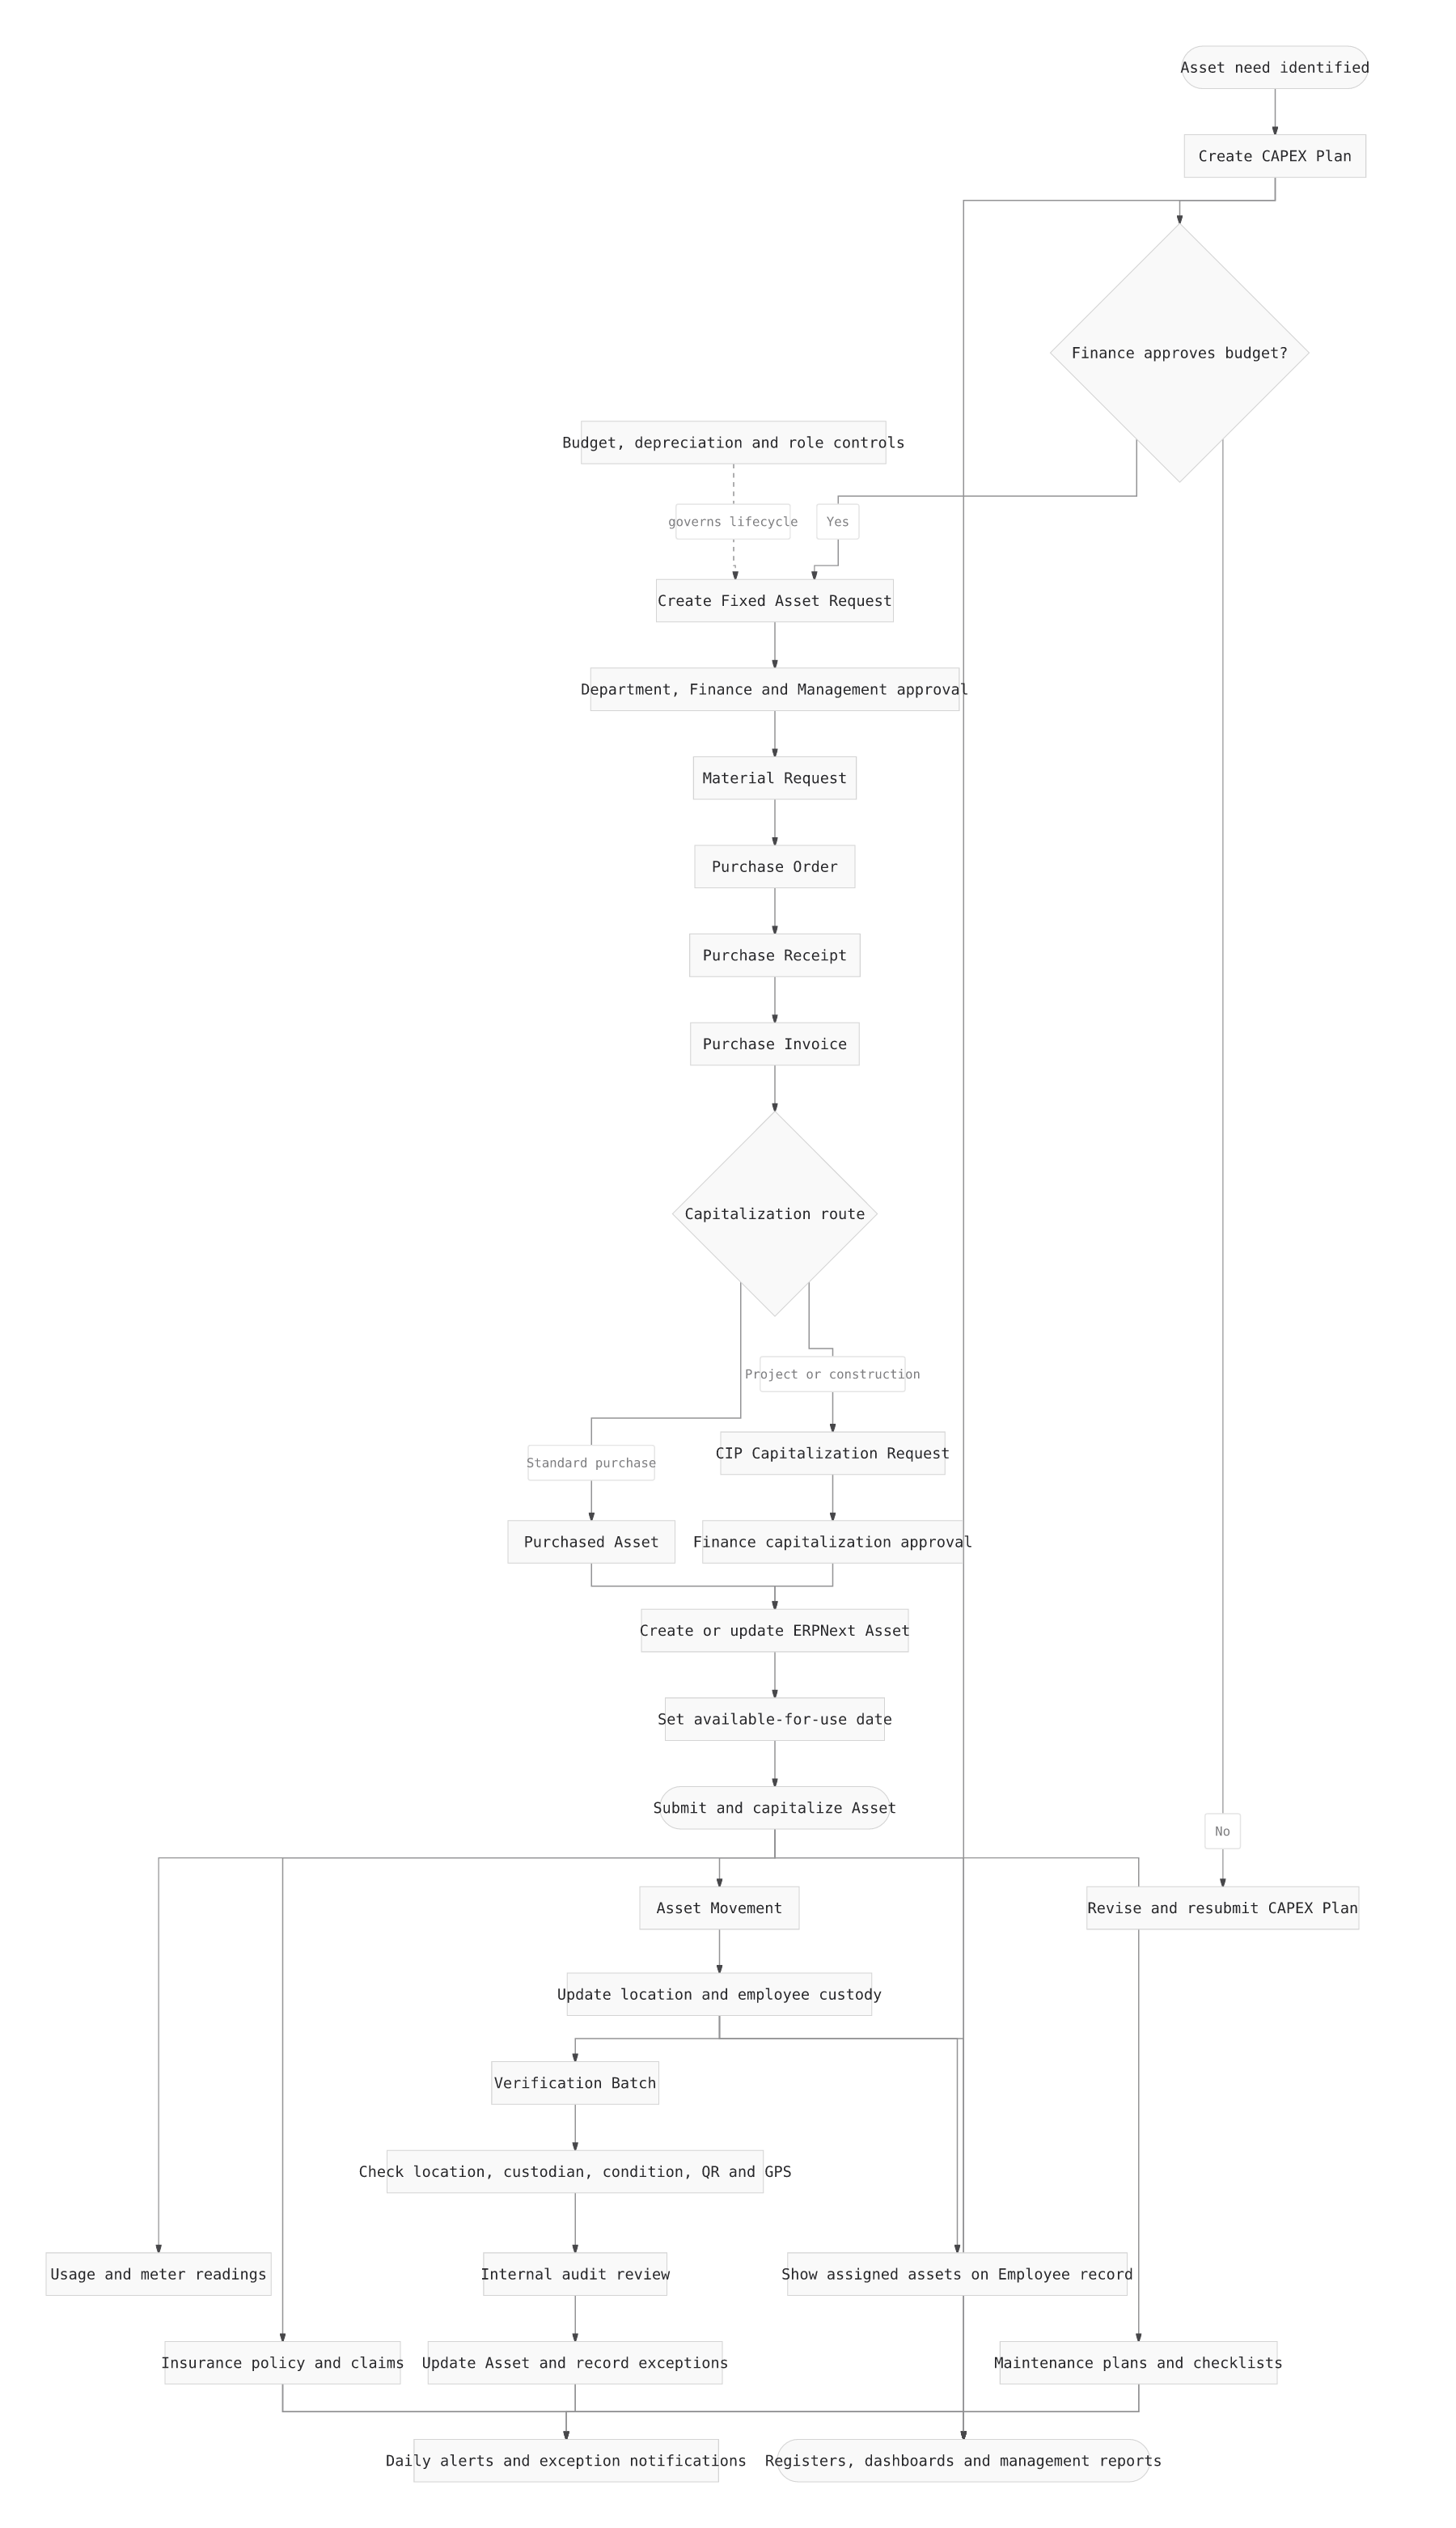 Asset need identified
Create CAPEX Plan
Finance approves budget?
Budget, depreciation and role controls
governs lifecycle
Yes
Create Fixed Asset Request
Department, Finance and Management approval
Material Request
Purchase Order
Purchase Receipt
Purchase Invoice
Capitalization route
Project or construction
CIP Capitalization Request
Standard purchase
Purchased Asset
Finance capitalization approval
Create or update ERPNext Asset
Set available-for-use date
Submit and capitalize Asset
No
Asset Movement
Revise and resubmit CAPEX Plan
Update location and employee custody
Verification Batch
Check location, custodian, condition, QR and GPS
Usage and meter readings
Internal audit review
Show assigned assets on Employee record
Insurance policy and claims
Update Asset and record exceptions
Maintenance plans and checklists
Daily alerts and exception notifications
Registers, dashboards and management reports